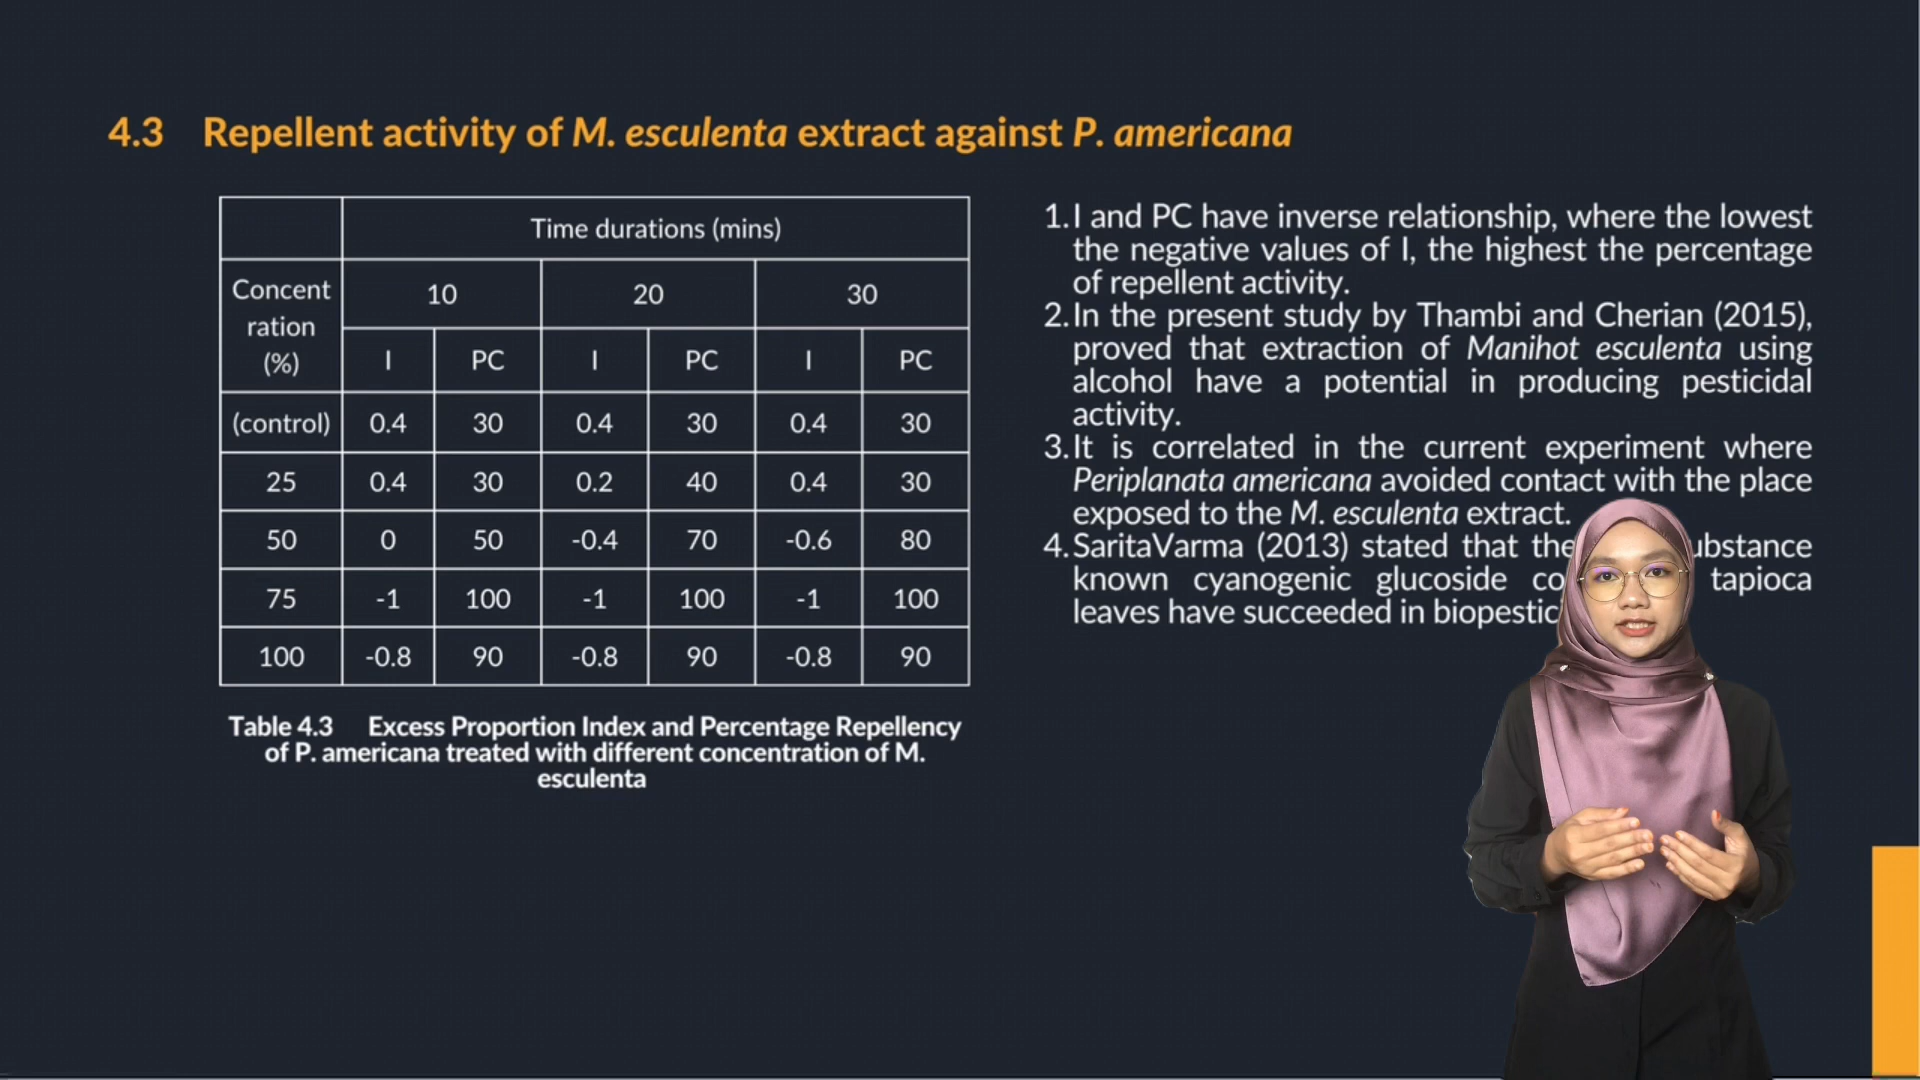 4.3 Repellent activity of M. esculenta extract against P. americana
Time durations (mins)
Concent
ration
(%)
10 20 30
I PC I PC I PC
(control) 0.4 30 0.4 30 0.4 30
25 0.4 30 0.2 40 0.4 30
50 0 50 -0.4 70 -0.6 80
75 -1 100 -1 100 -1 100
100 -0.8 90 -0.8 90 -0.8 90
Table 4.3 Excess Proportion Index and Percentage Repellency
of P. americana treated with different concentration of M.
esculenta
1. I and PC have inverse relationship, where the lowest
the negative values of I, the highest the percentage
of repellent activity.
2. In the present study by Thambi and Cherian (2015),
proved that extraction of Manihot esculenta using
alcohol have a potential in producing pesticidal
activity.
3. It is correlated in the current experiment where
Periplanata americana avoided contact with the place
exposed to the M. esculenta extract.
4. SaritaVarma (2013) stated that the
known cyanogenic glucoside tapioca
leaves have succeeded in